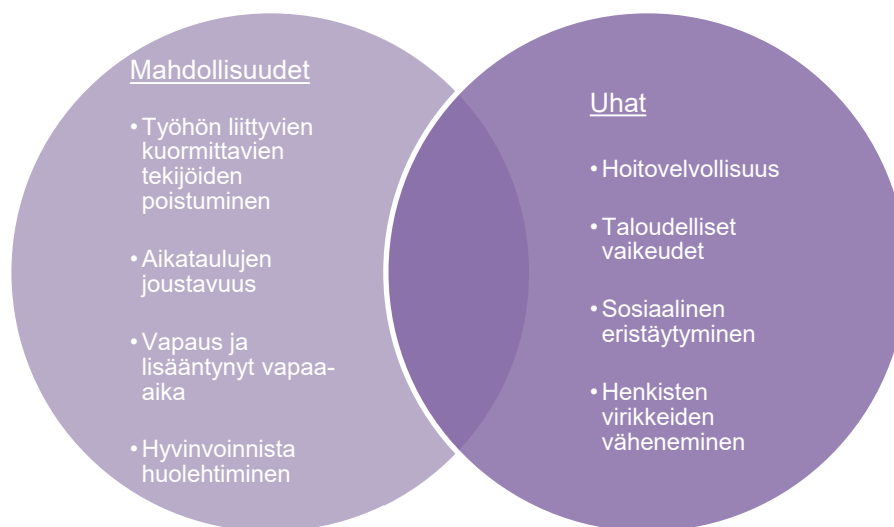 Mahdollisuudet
• Työhön liittyvien
kuormittavien
tekijöiden
poistuminen
• Aikataulujen
joustavuus
• Vapaus ja
lisääntynyt vapaa-
aika
• Hyvinvoinnista
huolehtiminen
Uhat
• Hoitovelvollisuus
• Taloudelliset
vaikeudet
• Sosiaalinen
eristäytyminen
• Henkisten
virikkeiden
väheneminen